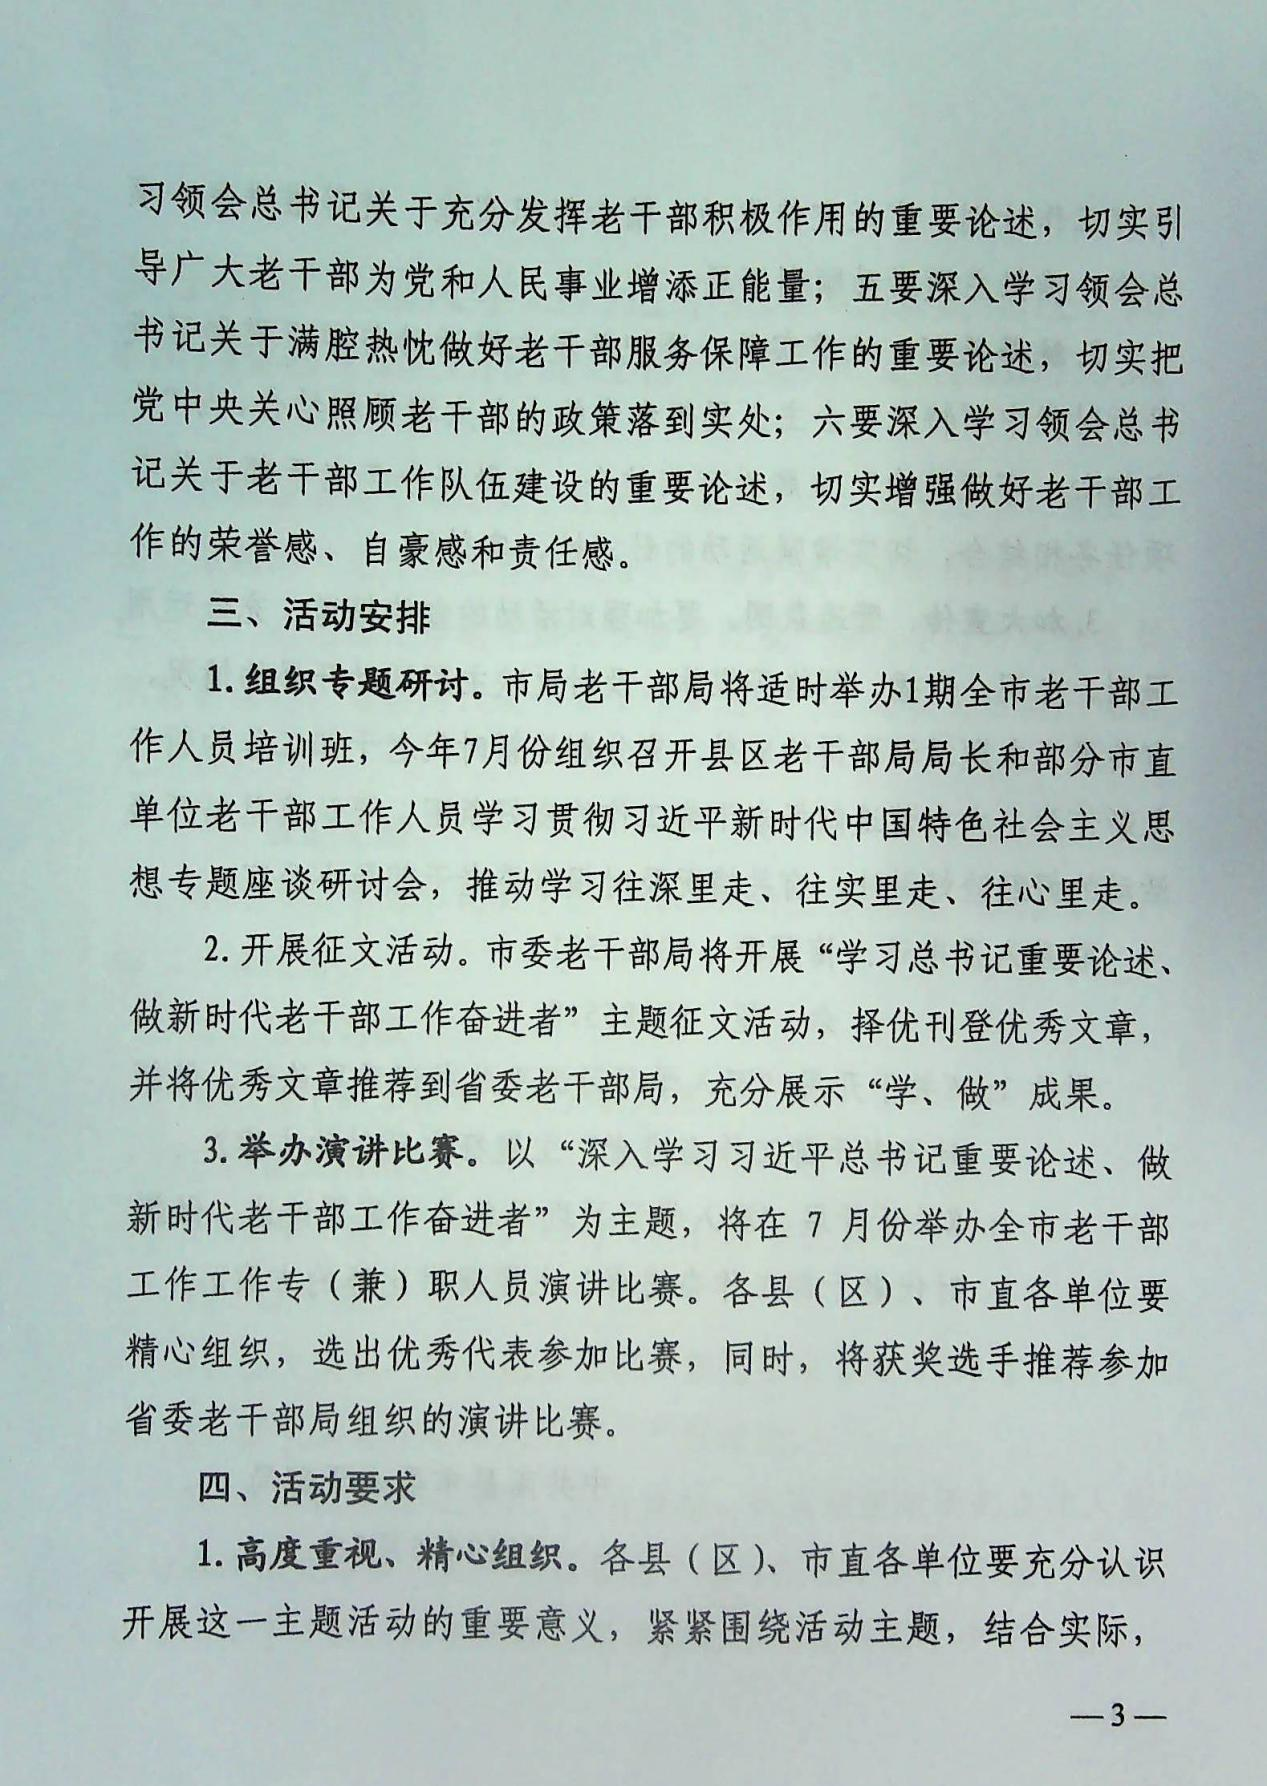 习领会总书记关于充分发挥老干部积极作用的重要论述，切实引
导广大老干部为党和人民事业增添正能量；五要深入学习领会总
书记关于满腔热忱做好老干部服务保障工作的重要论述，切实把
党中央关心照顾老干部的政策落到实处；六要深入学习领会总书
记关于老干部工作队伍建设的重要论述，切实增强做好老干部工
作的荣誉感、自豪感和责任感。
三、活动安排
1.组织专题研讨。市局老干部局将适时举办1期全市老干部工
作人员培训班，今年7月份组织召开县区老干部局局长和部分市直
单位老干部工作人员学习贯彻习近平新时代中国特色社会主义思
想专题座谈研讨会，推动学习往深里走、往实里走、往心里走。
2.开展征文活动。市委老干部局将开展“学习总书记重要论述、
做新时代老干部工作奋进者”主题征文活动，择优刊登优秀文章，
并将优秀文章推荐到省委老干部局，充分展示“学、做”成果。
3.举办演讲比赛。以“深入学习习近平总书记重要论述、做
新时代老干部工作奋进者”为主题，将在 7 月份举办全市老干部
工作工作专（兼）职人员演讲比赛。各县（区）、市直各单位要
精心组织，选出优秀代表参加比赛，同时，将获奖选手推荐参加
省委老干部局组织的演讲比赛。
四、活动要求
1.高度重视、精心组织。各县（区）、市直各单位要充分认识
开展这一主题活动的重要意义，紧紧围绕活动主题，结合实际，
—3—